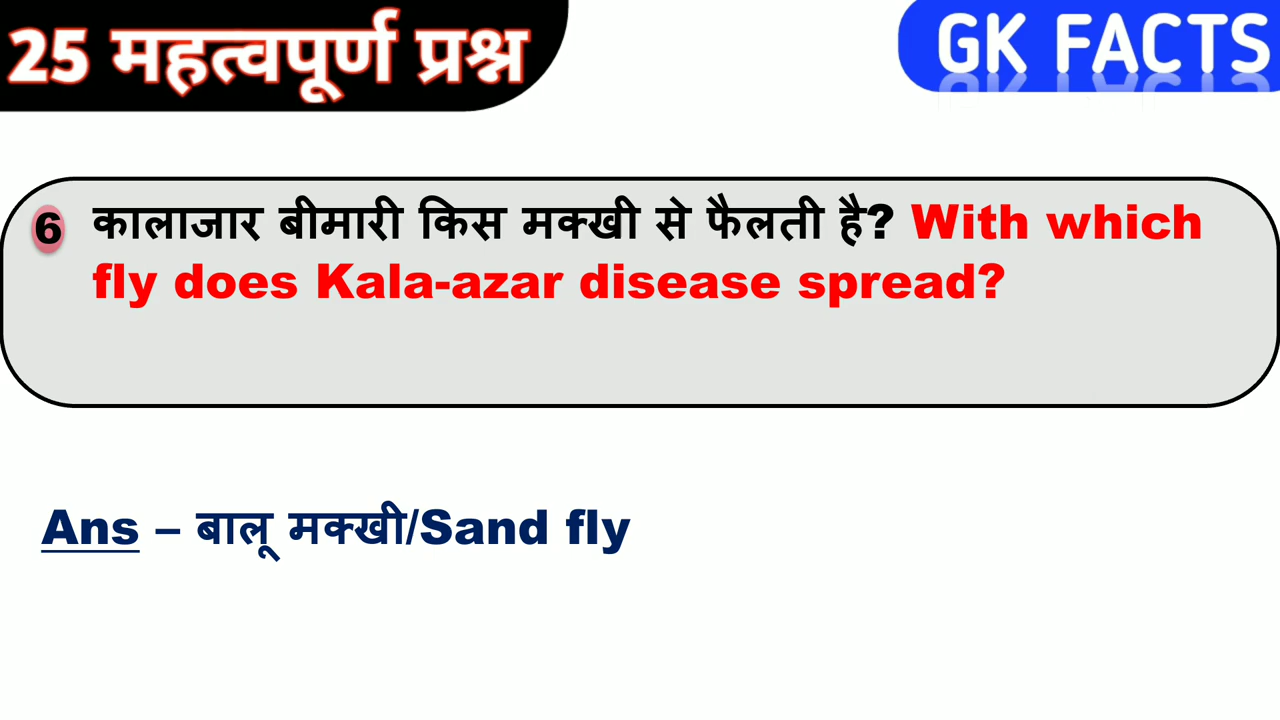 25 महत्वपूर्ण प्रश्न
GK FACTS
6 कालाजार बीमारी किस मक्खी से फैलती है? With which
fly does Kala-azar disease spread?
Ans – बालू मक्खी/Sand fly